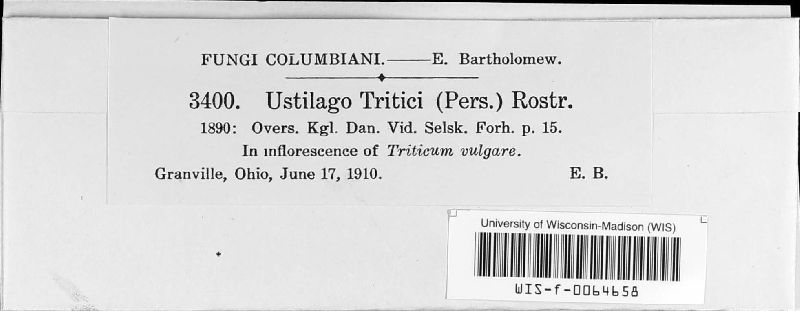 FUNGI COLUMBIANI.—E. Bartholomew.
3400. Ustilago Tritici (Pers.) Rostr.
1890: Overs. Kgl. Dan. Vid. Selsk. Forh. p. 15.
In inflorescence of Triticum vulgare.
Granville, Ohio, June 17, 1910. E. B.
University of Wisconsin-Madison (WIS)
WIS-f-0064658